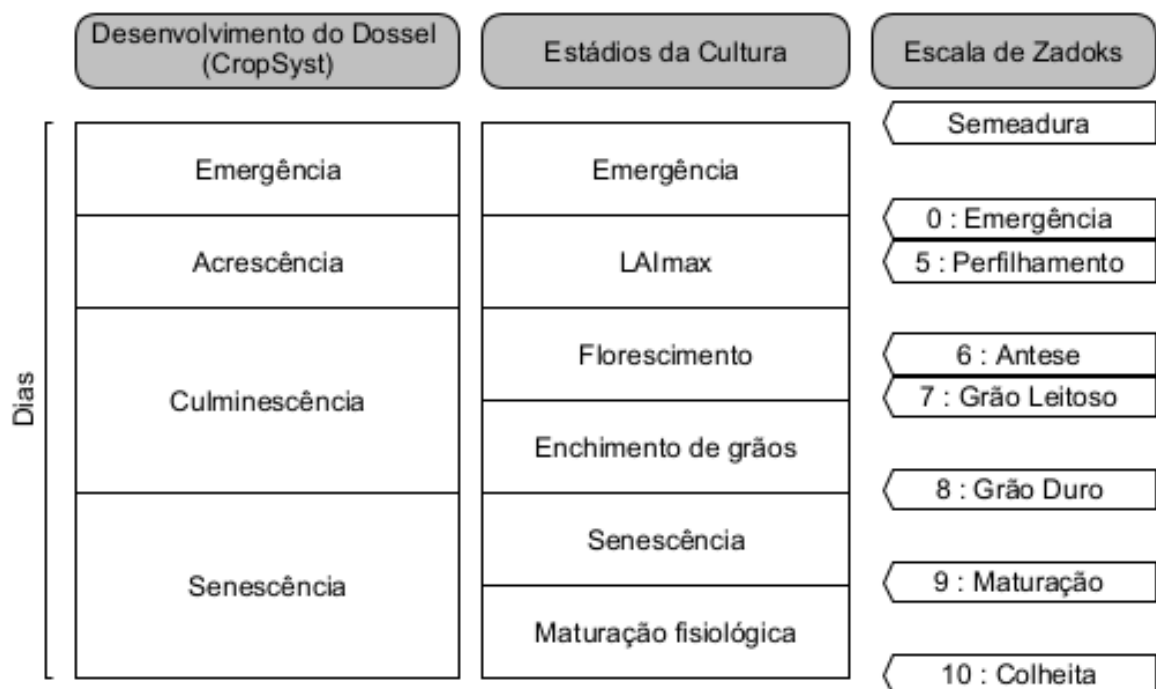 Desenvolvimento do Dossel
(CropSyst)
Estádios da Cultura
Escala de Zadoks
Dias
Emergência
Acrescência
Culminescência
Senescência
Emergência
LAImax
Florescimento
Enchimento de grãos
Senescência
Maturação fisiológica
Semeadura
0 : Emergência
5 : Perfilhamento
6 : Antese
7 : Grão Leitoso
8 : Grão Duro
9 : Maturação
10 : Colheita